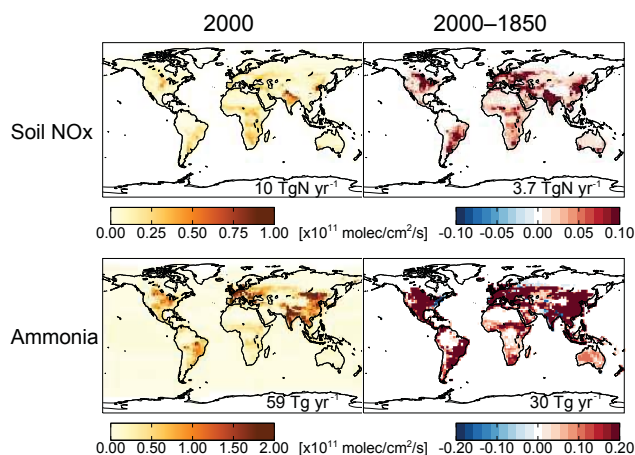 2000 2000–1850
Soil NOx
10 TgN yr⁻¹ 3.7 TgN yr⁻¹
0.00 0.25 0.50 0.75 1.00 [x10¹¹ molec/cm²/s] -0.10 -0.05 0.00 0.05 0.10
Ammonia
59 Tg yr⁻¹ 30 Tg yr⁻¹
0.00 0.50 1.00 1.50 2.00 [x10¹¹ molec/cm²/s] -0.20 -0.10 0.00 0.10 0.20